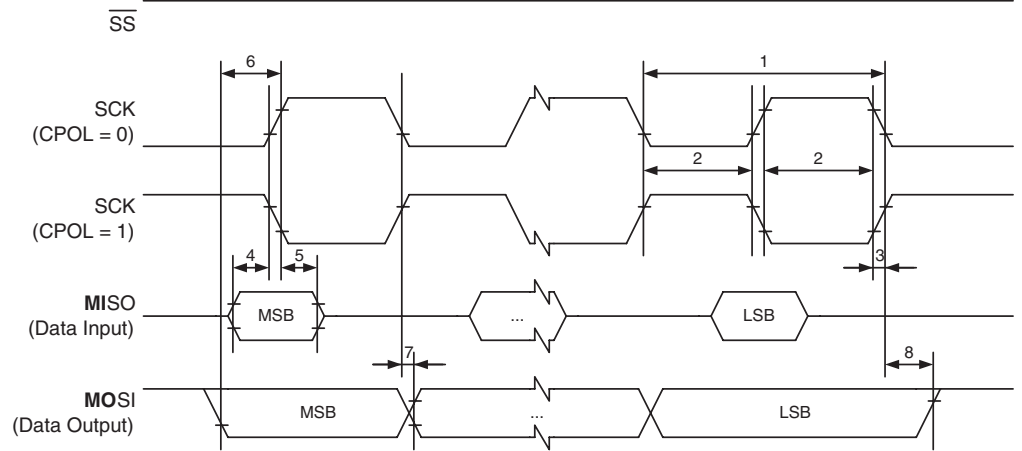 SS
6
1
SCK
(CPOL = 0)
2
2
SCK
(CPOL = 1)
4
5
3
MISO
(Data Input)
MSB
...
LSB
7
8
MOSI
(Data Output)
MSB
...
LSB